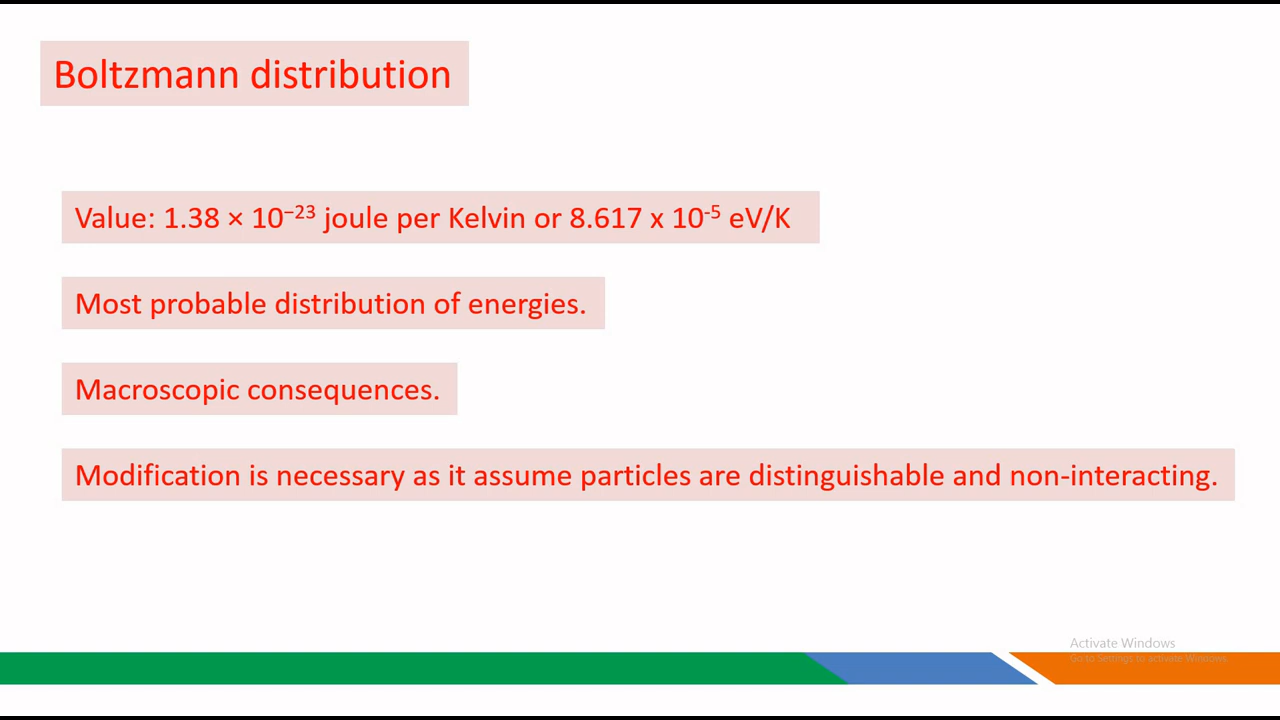 Boltzmann distribution
Value: 1.38 × 10⁻²³ joule per Kelvin or 8.617 x 10⁻⁵ eV/K
Most probable distribution of energies.
Macroscopic consequences.
Modification is necessary as it assume particles are distinguishable and non-interacting.
Activate Windows
Go to Settings to activate Windows.